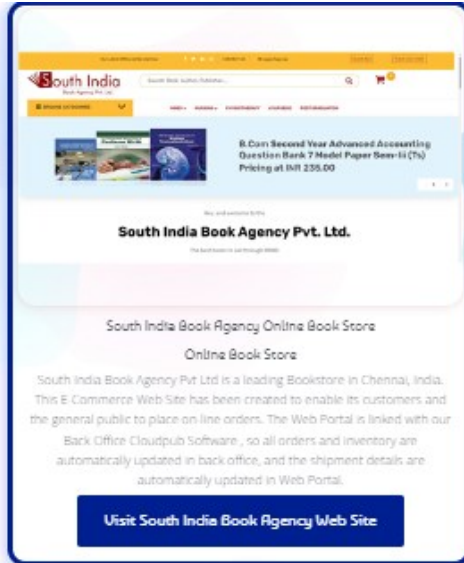 South India
Book Agency Pvt. Ltd.
B.Com Second Year Advanced Accounting
Question Bank 7 Model Paper Sem-Iii (Ts)
Pricing at INR 235.00
South India Book Agency Pvt. Ltd.
South India Book Agency Online Book Store
Online Book Store
South India Book Agency Pvt Ltd is a leading Bookstore in Chennai, India.
This E Commerce Web Site has been created to enable its customers and
the general public to place on line orders. The Web Portal is linked with our
Back Office Cloudpub Software , so all orders and inventory are
automatically updated in back office, and the shipment details are
automatically updated in Web Portal.
Visit South India Book Agency Web Site